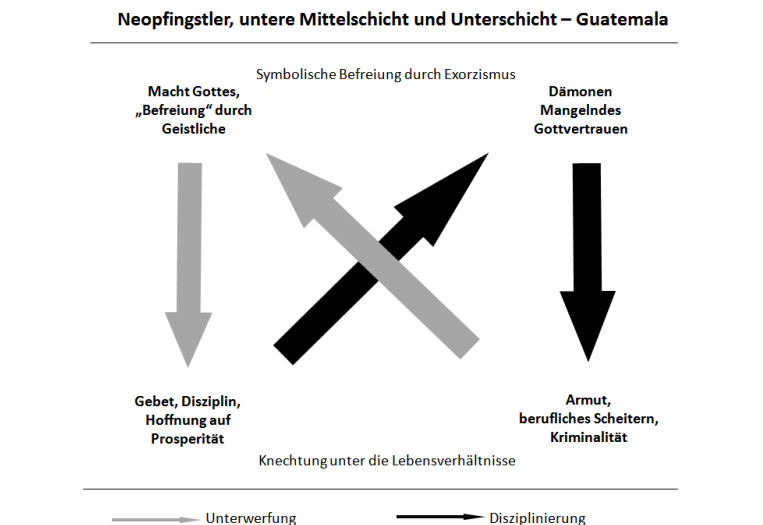 Neopfingstler, untere Mittelschicht und Unterschicht – Guatemala
Symbolische Befreiung durch Exorzismus
Macht Gottes,
„Befreiung“ durch
Geistliche
Dämonen
Mangelndes
Gottvertrauen
Gebet, Disziplin,
Hoffnung auf
Prosperität
Armut,
berufliches Scheitern,
Kriminalität
Knechtung unter die Lebensverhältnisse
Unterwerfung
Disziplinierung